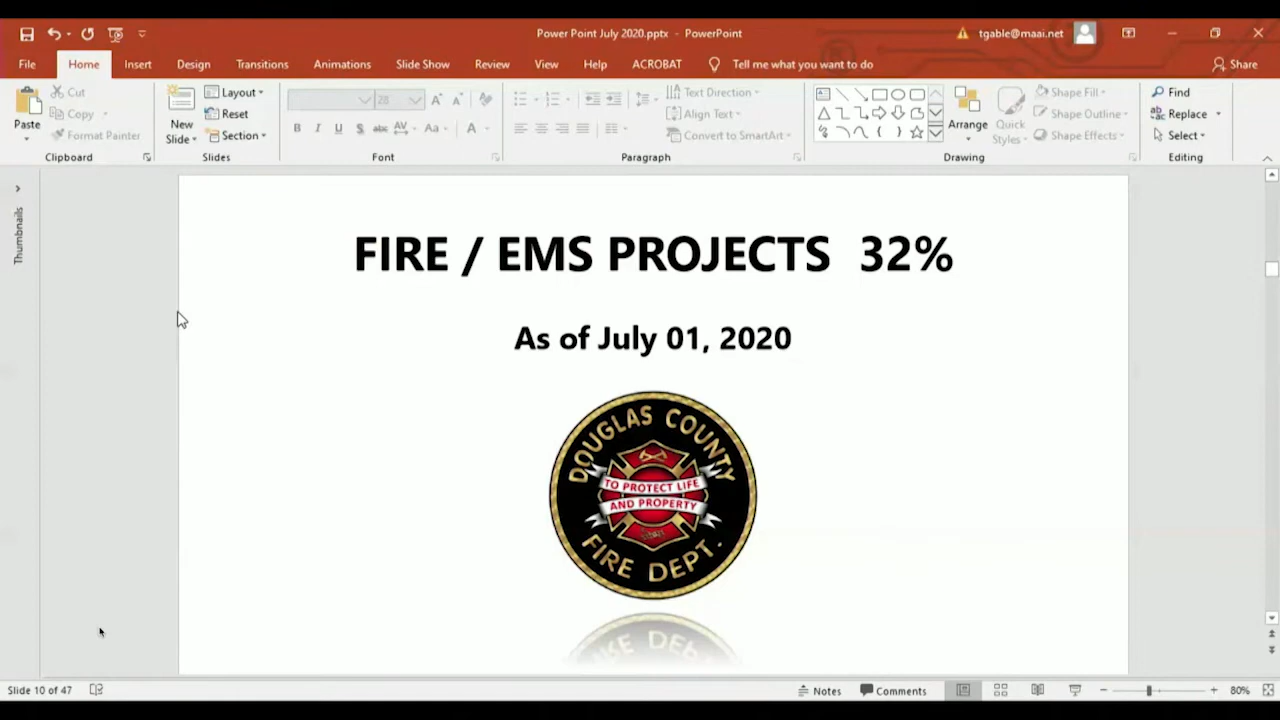 Power Point July 2020.pptx - PowerPoint
tgable@maai.net
File Home Insert Design Transitions Animations Slide Show Review View Help ACROBAT Tell me what you want to do Share
Paste
Cut
Copy
Format Painter
Clipboard
New Slide
Layout
Reset
Section
Slides
28
B I U S abc AV Aa A
Font
Text Direction
Align Text
Convert to SmartArt
Paragraph
Arrange
Quick Styles
Shape Fill
Shape Outline
Shape Effects
Drawing
Find
Replace
Select
Editing
Thumbnails
FIRE / EMS PROJECTS 32%
As of July 01, 2020
DOUGLAS COUNTY
TO PROTECT LIFE
AND PROPERTY
FIRE DEPT.
Slide 10 of 47
Notes
Comments
80%